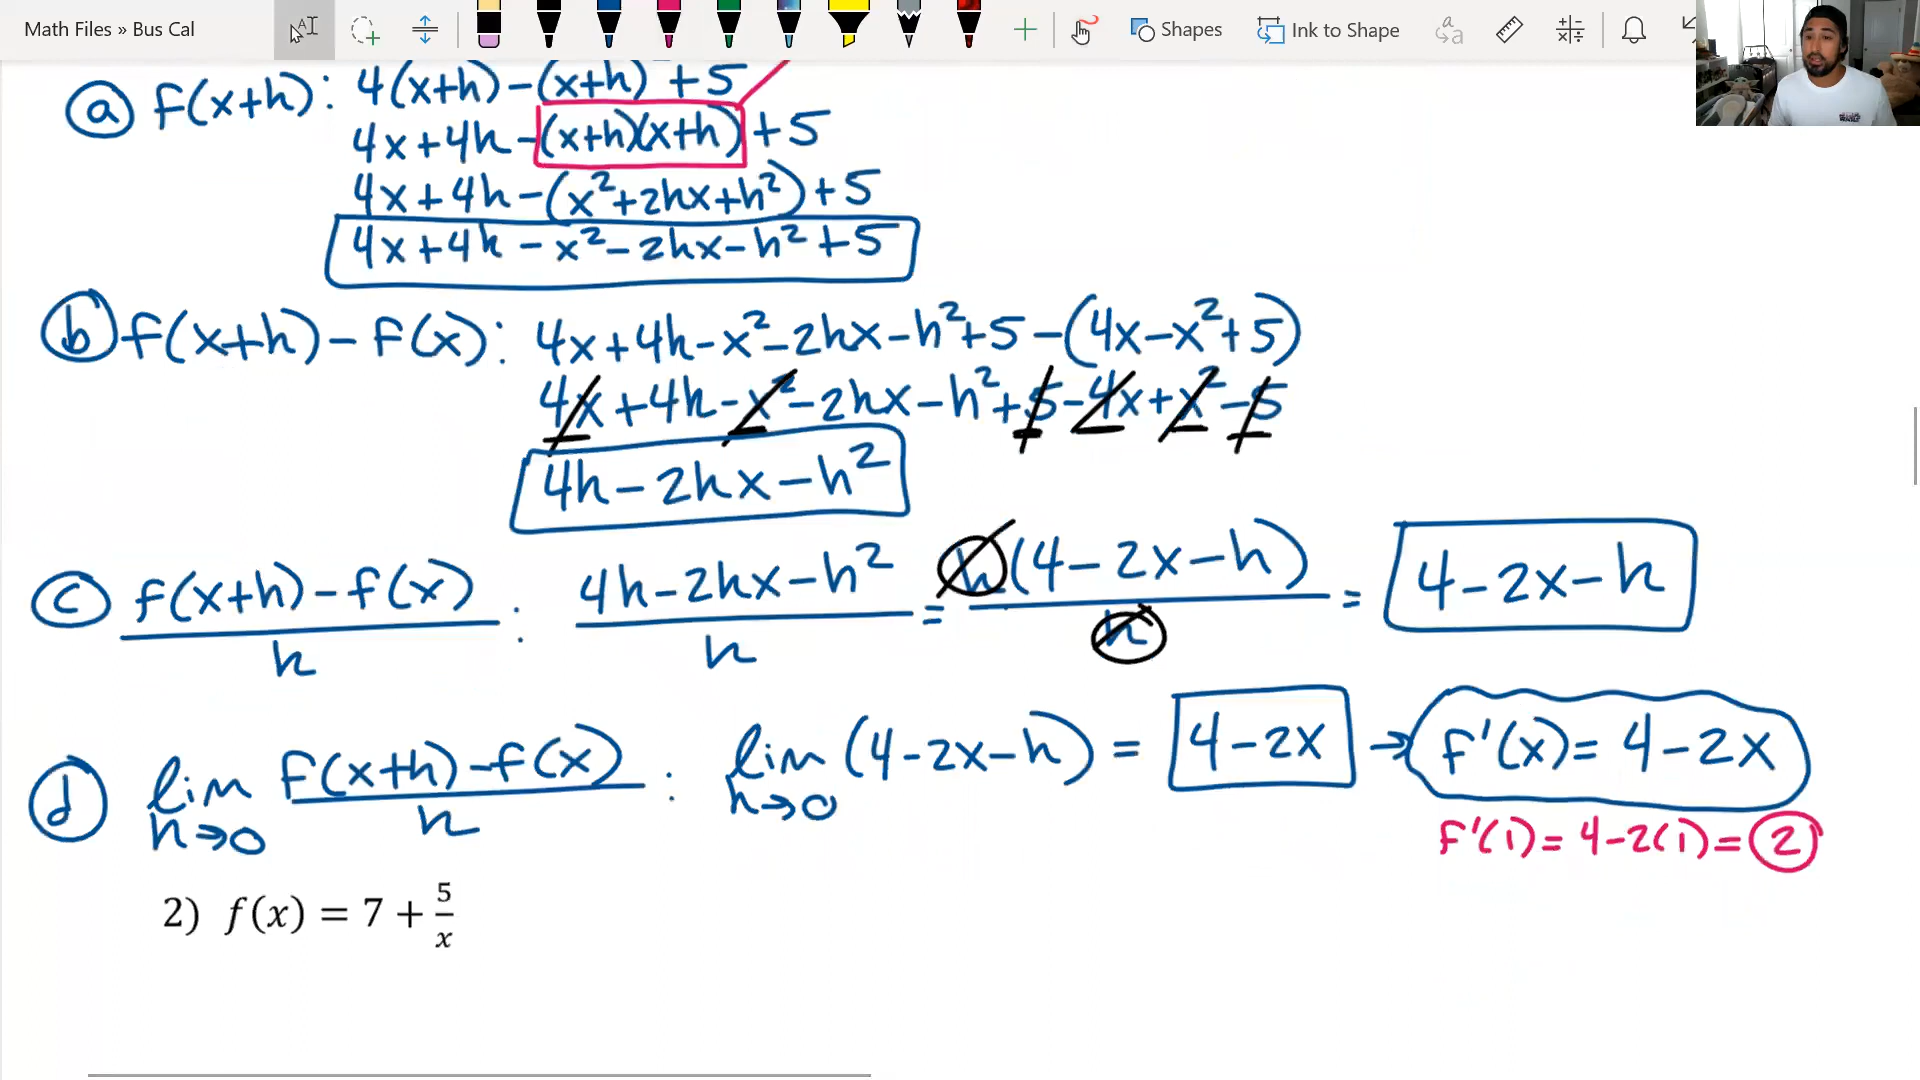 Math Files » Bus Cal
Shapes
Ink to Shape
(a) f(x+h): 4(x+h)-(x+h) +5
4x+4h-(x+h)(x+h)+5
4x+4h-(x²+2hx+h²)+5
4x+4h-x²-2hx-h²+5
(b) f(x+h)-f(x): 4x+4h-x²-2hx-h²+5-(4x-x²+5)
4x+4h-x²-2hx-h²+5-4x+x²-5
4h-2hx-h²
(c) f(x+h)-f(x) / h : 4h-2hx-h² / h = h(4-2x-h) / h = 4-2x-h
(d) lim h→0 f(x+h)-f(x) / h : lim h→0 (4-2x-h) = 4-2x → f'(x)=4-2x
f'(1)=4-2(1)=2
2) f(x) = 7 + 5/x